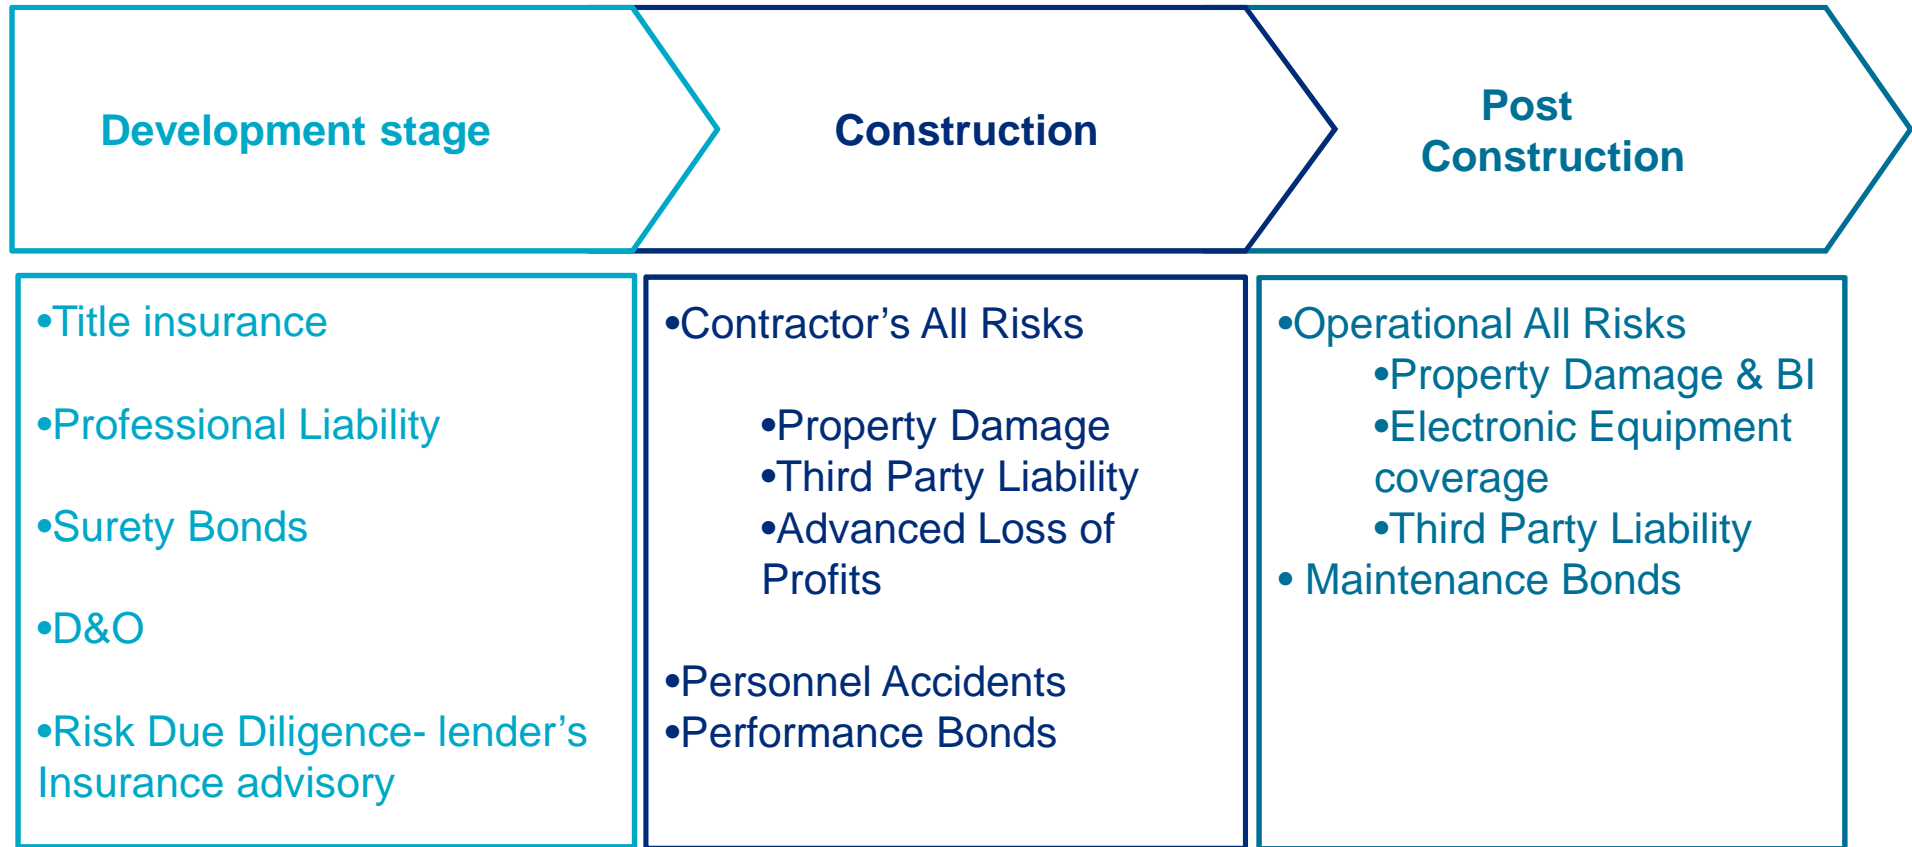 Development stage
Construction
Post
Construction
•Title insurance
•Professional Liability
•Surety Bonds
•D&O
•Risk Due Diligence- lender’s
Insurance advisory
•Contractor’s All Risks
•Property Damage
•Third Party Liability
•Advanced Loss of
Profits
•Personnel Accidents
•Performance Bonds
•Operational All Risks
•Property Damage & BI
•Electronic Equipment
coverage
•Third Party Liability
• Maintenance Bonds